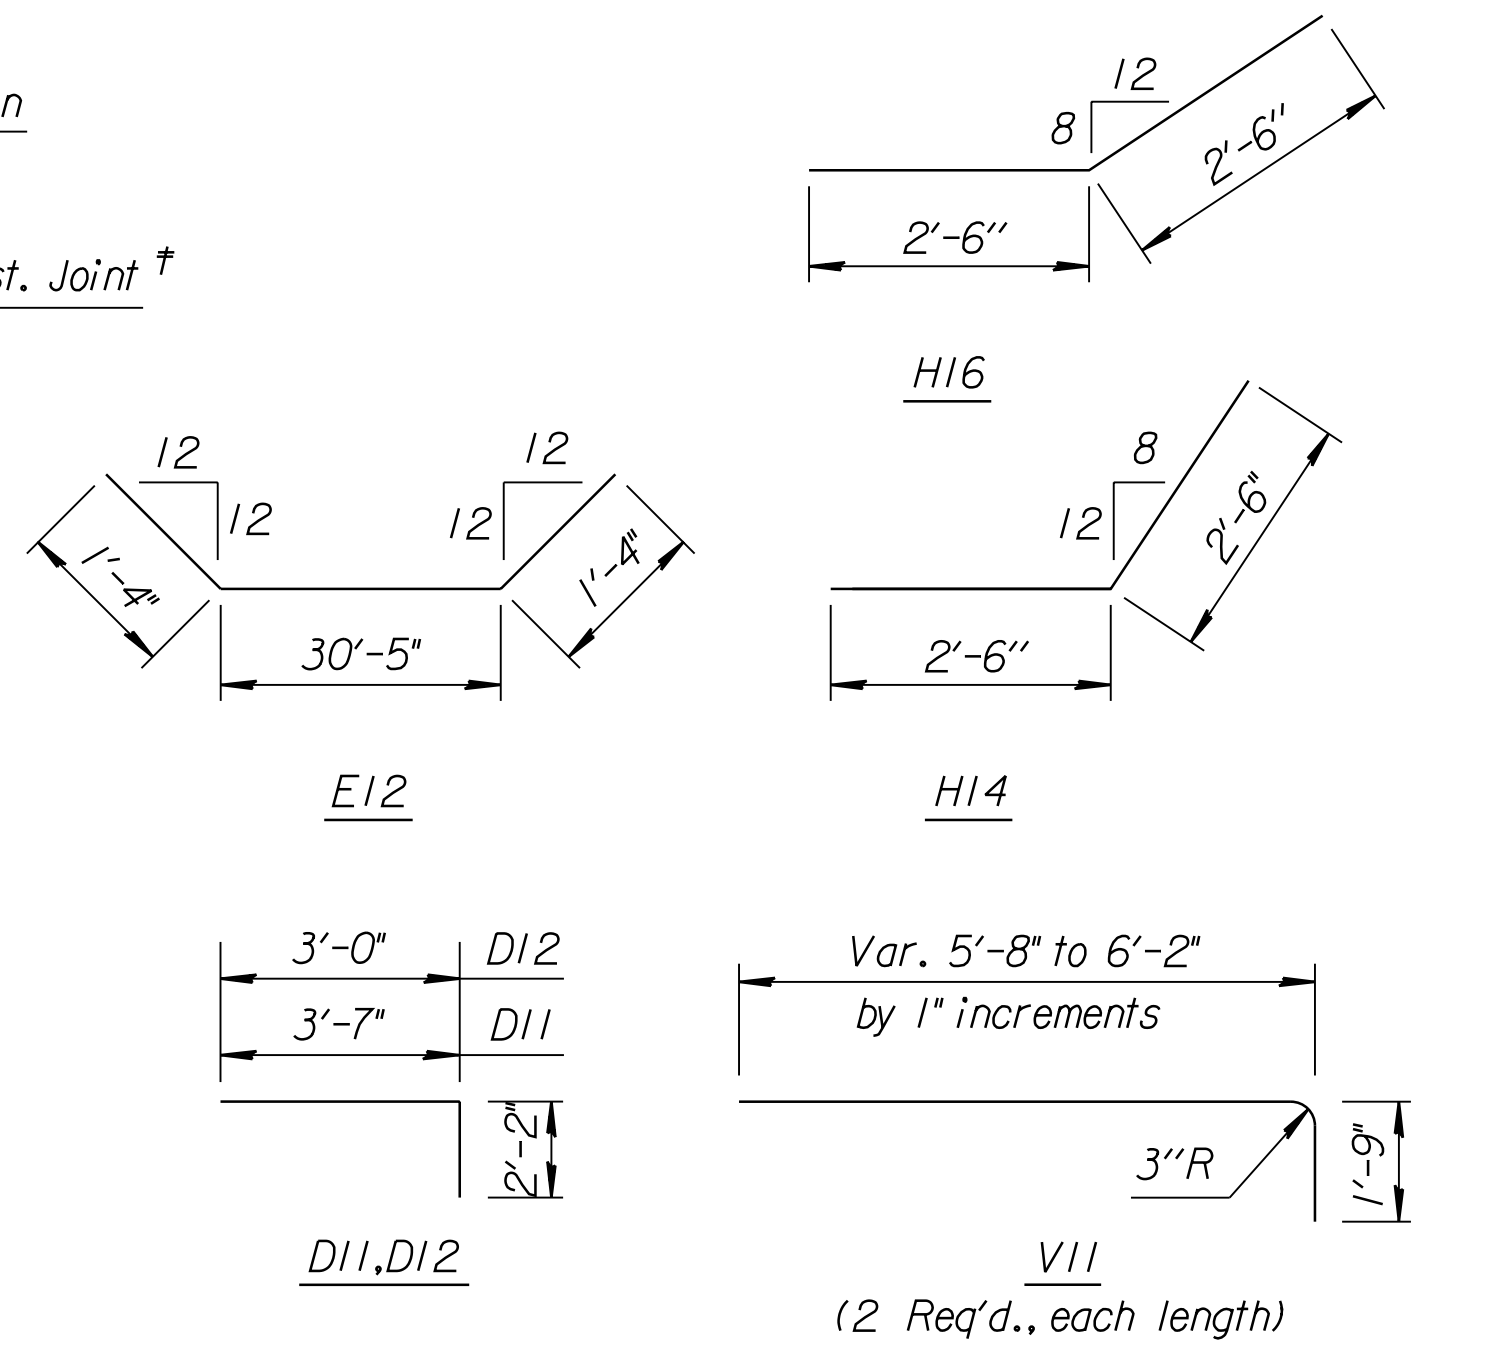 12
8
2'-6"
2'-6"
H16
st. Joint ‡
12
12
12
12
1'-4"
1'-4"
30'-5"
E12
8
12
2'-6"
2'-6"
H14
3'-0" D12
3'-7" D11
2'-2"
D11,D12
Var. 5'-8" to 6'-2"
by 1" increments
3"R
1'-9"
V11
(2 Req'd., each length)